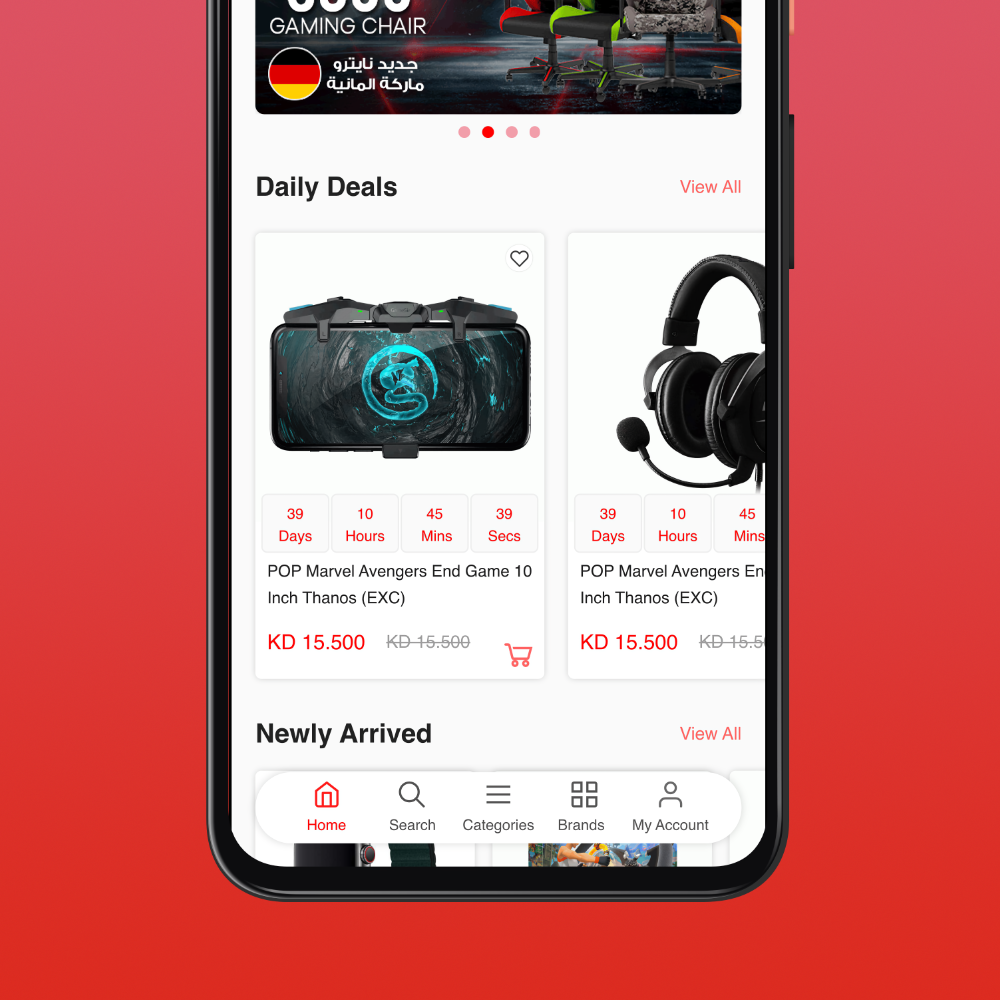 GAMING CHAIR
جديد نايترو
ماركة المانية
Daily Deals
View All
39
Days
10
Hours
45
Mins
39
Secs
POP Marvel Avengers End Game 10
Inch Thanos (EXC)
KD 15.500
KD 15.500
39
Days
10
Hours
45
Mins
POP Marvel Avengers En
Inch Thanos (EXC)
KD 15.500
KD 15.50
Newly Arrived
View All
Home
Search
Categories
Brands
My Account